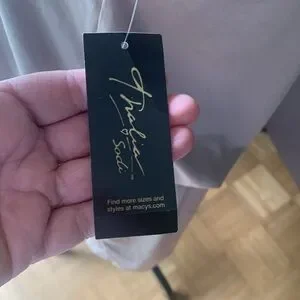 Thalia
Sodi
Find more sizes and
styles at macys.com